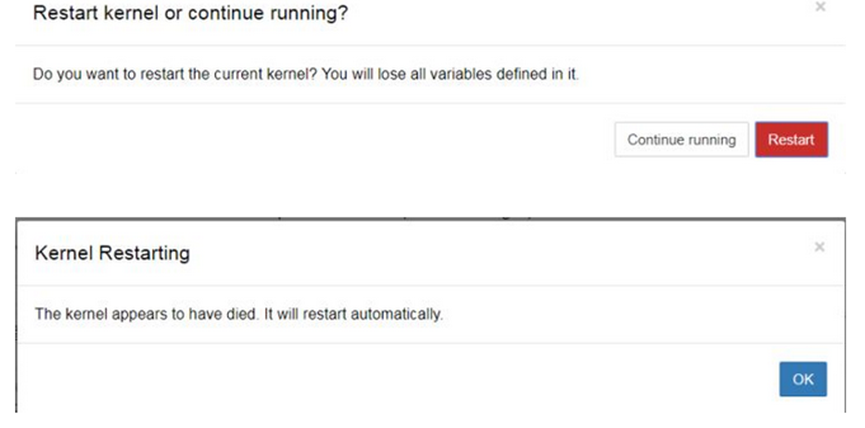 Restart kernel or continue running?
×
Do you want to restart the current kernel? You will lose all variables defined in it.
Continue running
Restart
Kernel Restarting
×
The kernel appears to have died. It will restart automatically.
OK